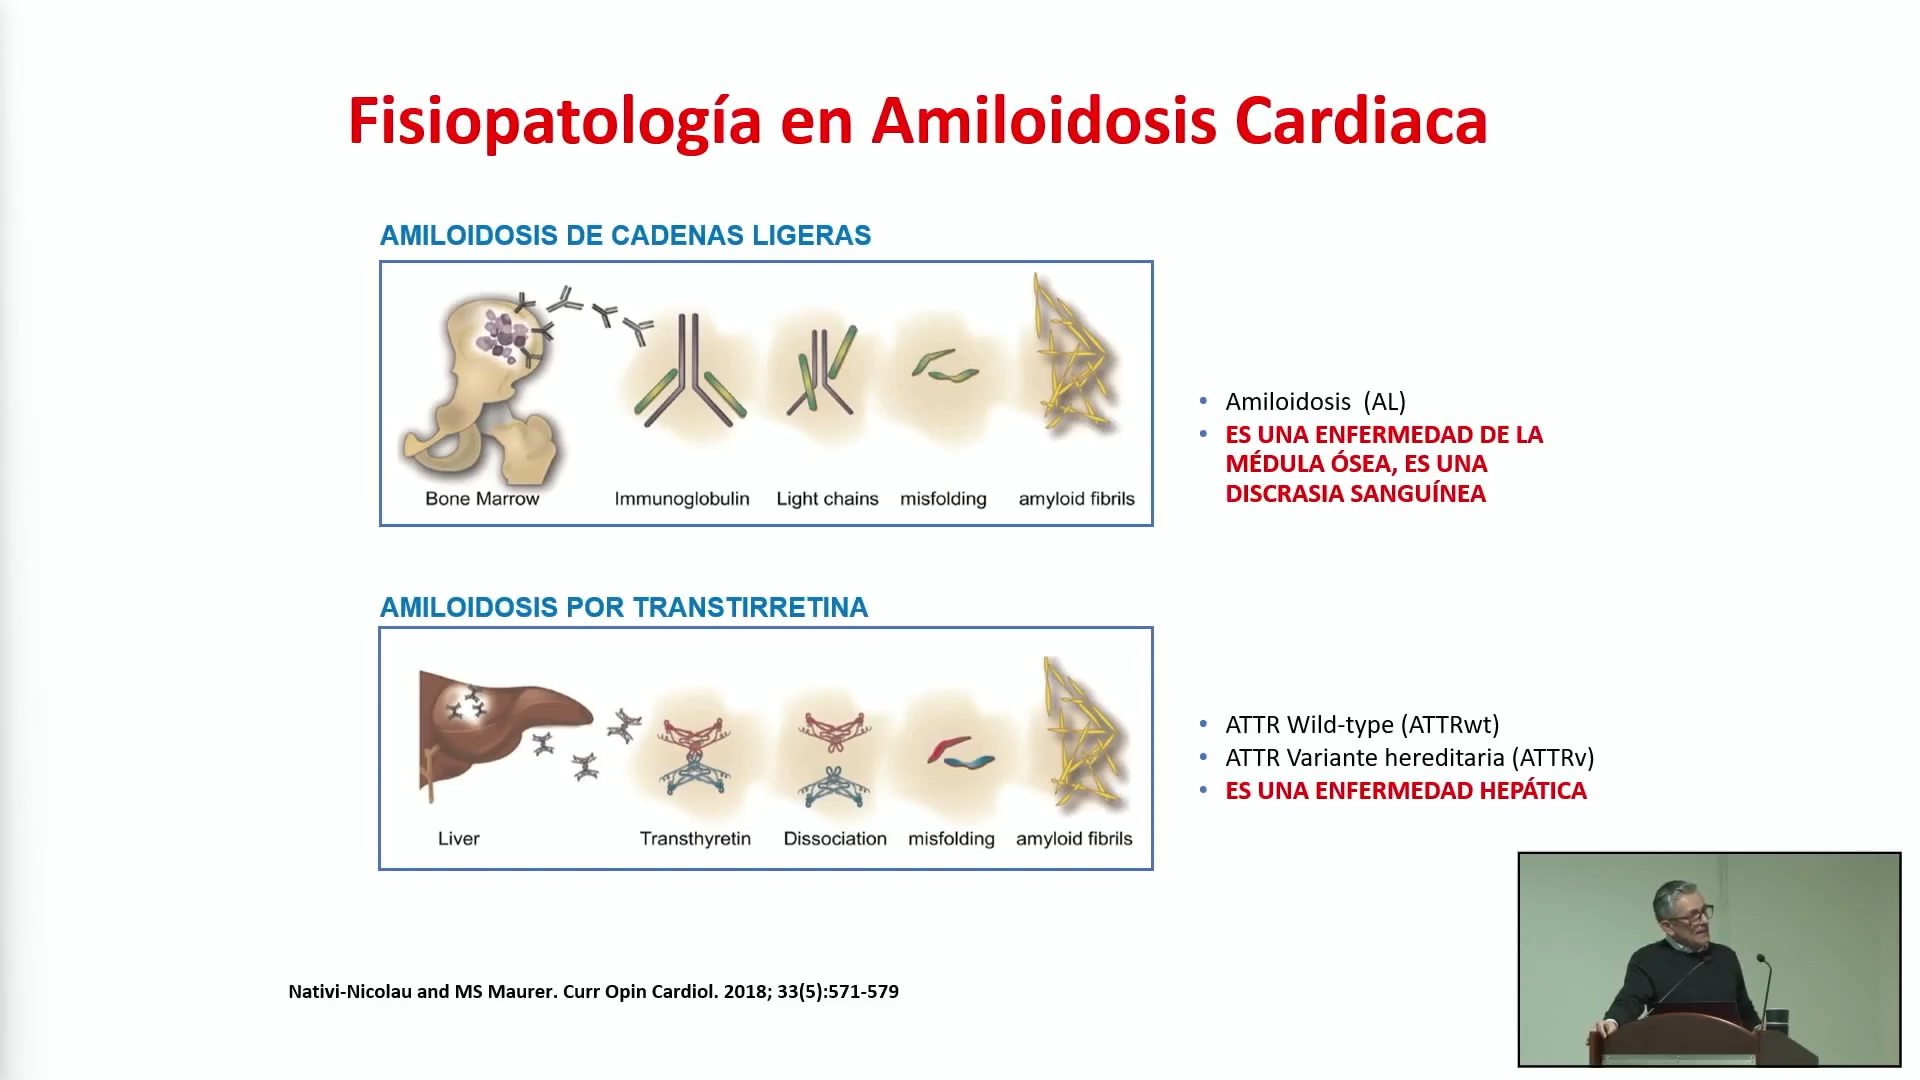 Fisiopatología en Amiloidosis Cardiaca
AMILOIDOSIS DE CADENAS LIGERAS
Bone Marrow
Immunoglobulin
Light chains
misfolding
amyloid fibrils
• Amiloidosis (AL)
• ES UNA ENFERMEDAD DE LA
MÉDULA ÓSEA, ES UNA
DISCRASIA SANGUÍNEA
AMILOIDOSIS POR TRANSTIRRETINA
Liver
Transthyretin
Dissociation
misfolding
amyloid fibrils
• ATTR Wild-type (ATTRwt)
• ATTR Variante hereditaria (ATTRv)
• ES UNA ENFERMEDAD HEPÁTICA
Nativi-Nicolau and MS Maurer. Curr Opin Cardiol. 2018; 33(5):571-579